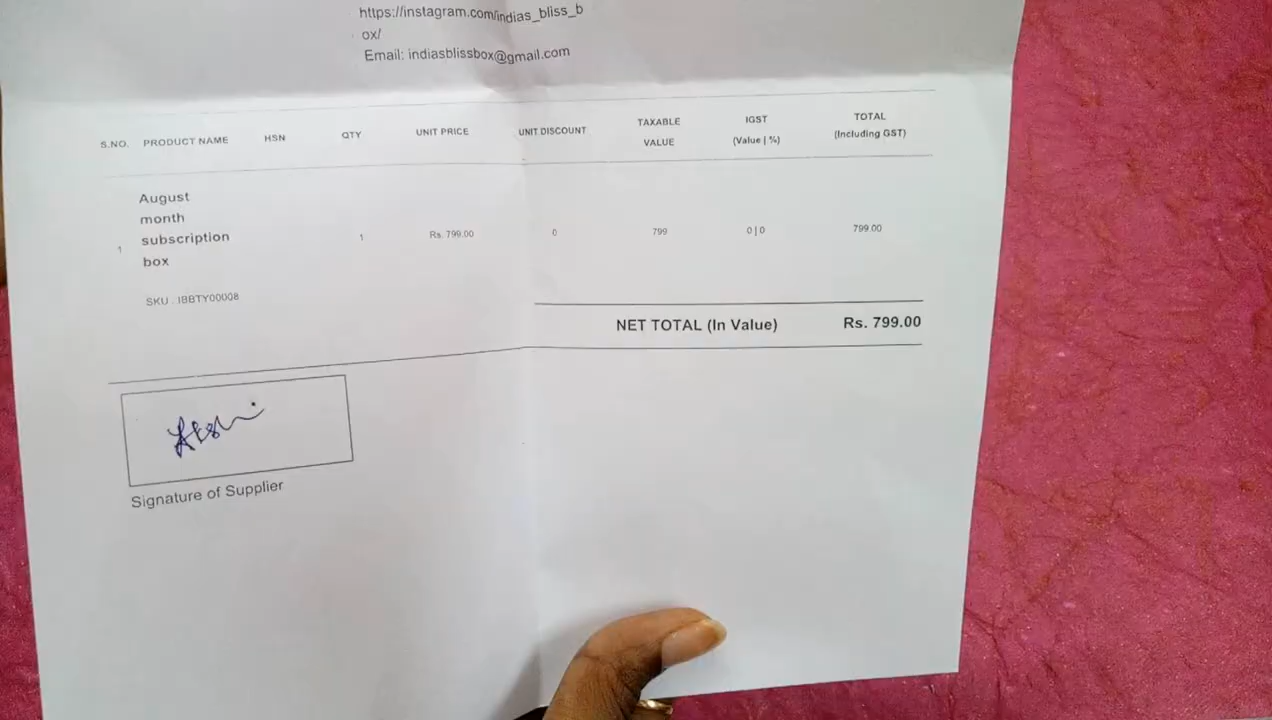 https://instagram.com/indias_bliss_b
ox/
Email: indiasblissbox@gmail.com
S.NO. PRODUCT NAME HSN QTY UNIT PRICE UNIT DISCOUNT TAXABLE VALUE IGST (Value | %) TOTAL (Including GST)
August
month
1 subscription 1 Rs. 799.00 0 799 0 | 0 799.00
box
SKU : IBBTY00008
NET TOTAL (In Value) Rs. 799.00
Signature of Supplier